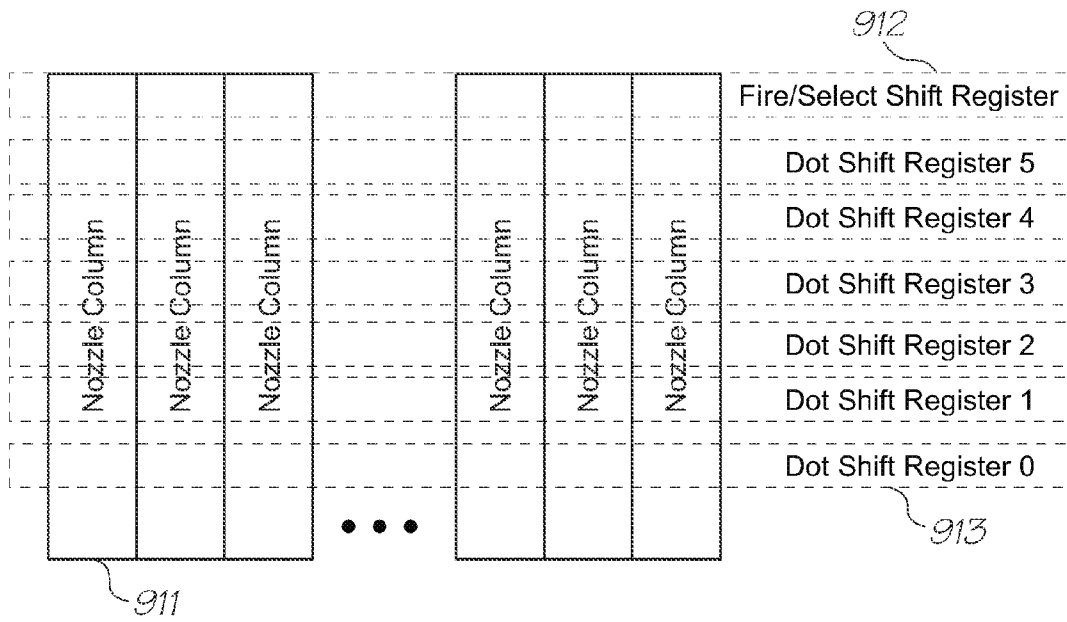 912
Fire/Select Shift Register
Dot Shift Register 5
Dot Shift Register 4
Dot Shift Register 3
Dot Shift Register 2
Dot Shift Register 1
Dot Shift Register 0
Nozzle Column
Nozzle Column
Nozzle Column
Nozzle Column
Nozzle Column
Nozzle Column
913
911